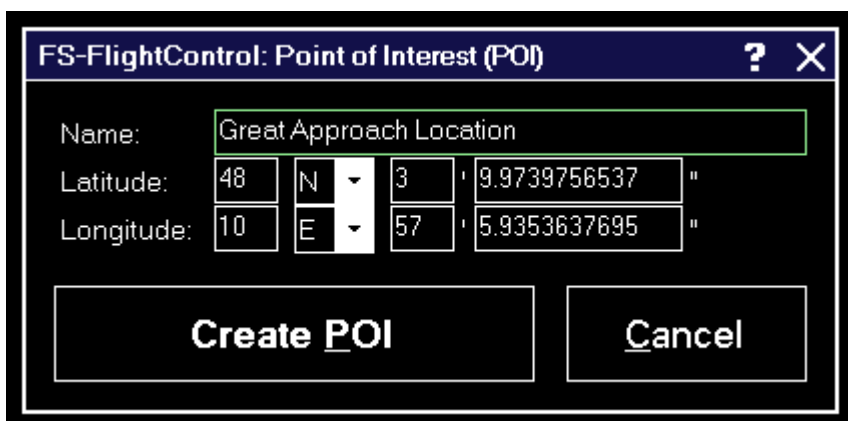 FS-FlightControl: Point of Interest (POI) ? X
Name: Great Approach Location
Latitude: 48 N 3 ' 9.9739756537 "
Longitude: 10 E 57 ' 5.9353637695 "
Create POI Cancel